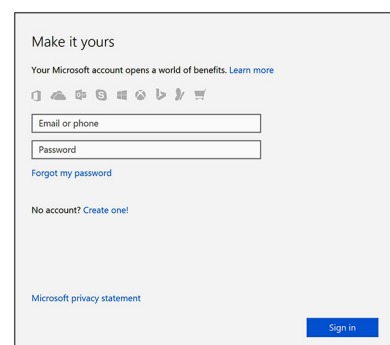 Make it yours
Your Microsoft account opens a world of benefits. Learn more
Email or phone
Password
Forgot my password
No account? Create one!
Microsoft privacy statement
Sign in